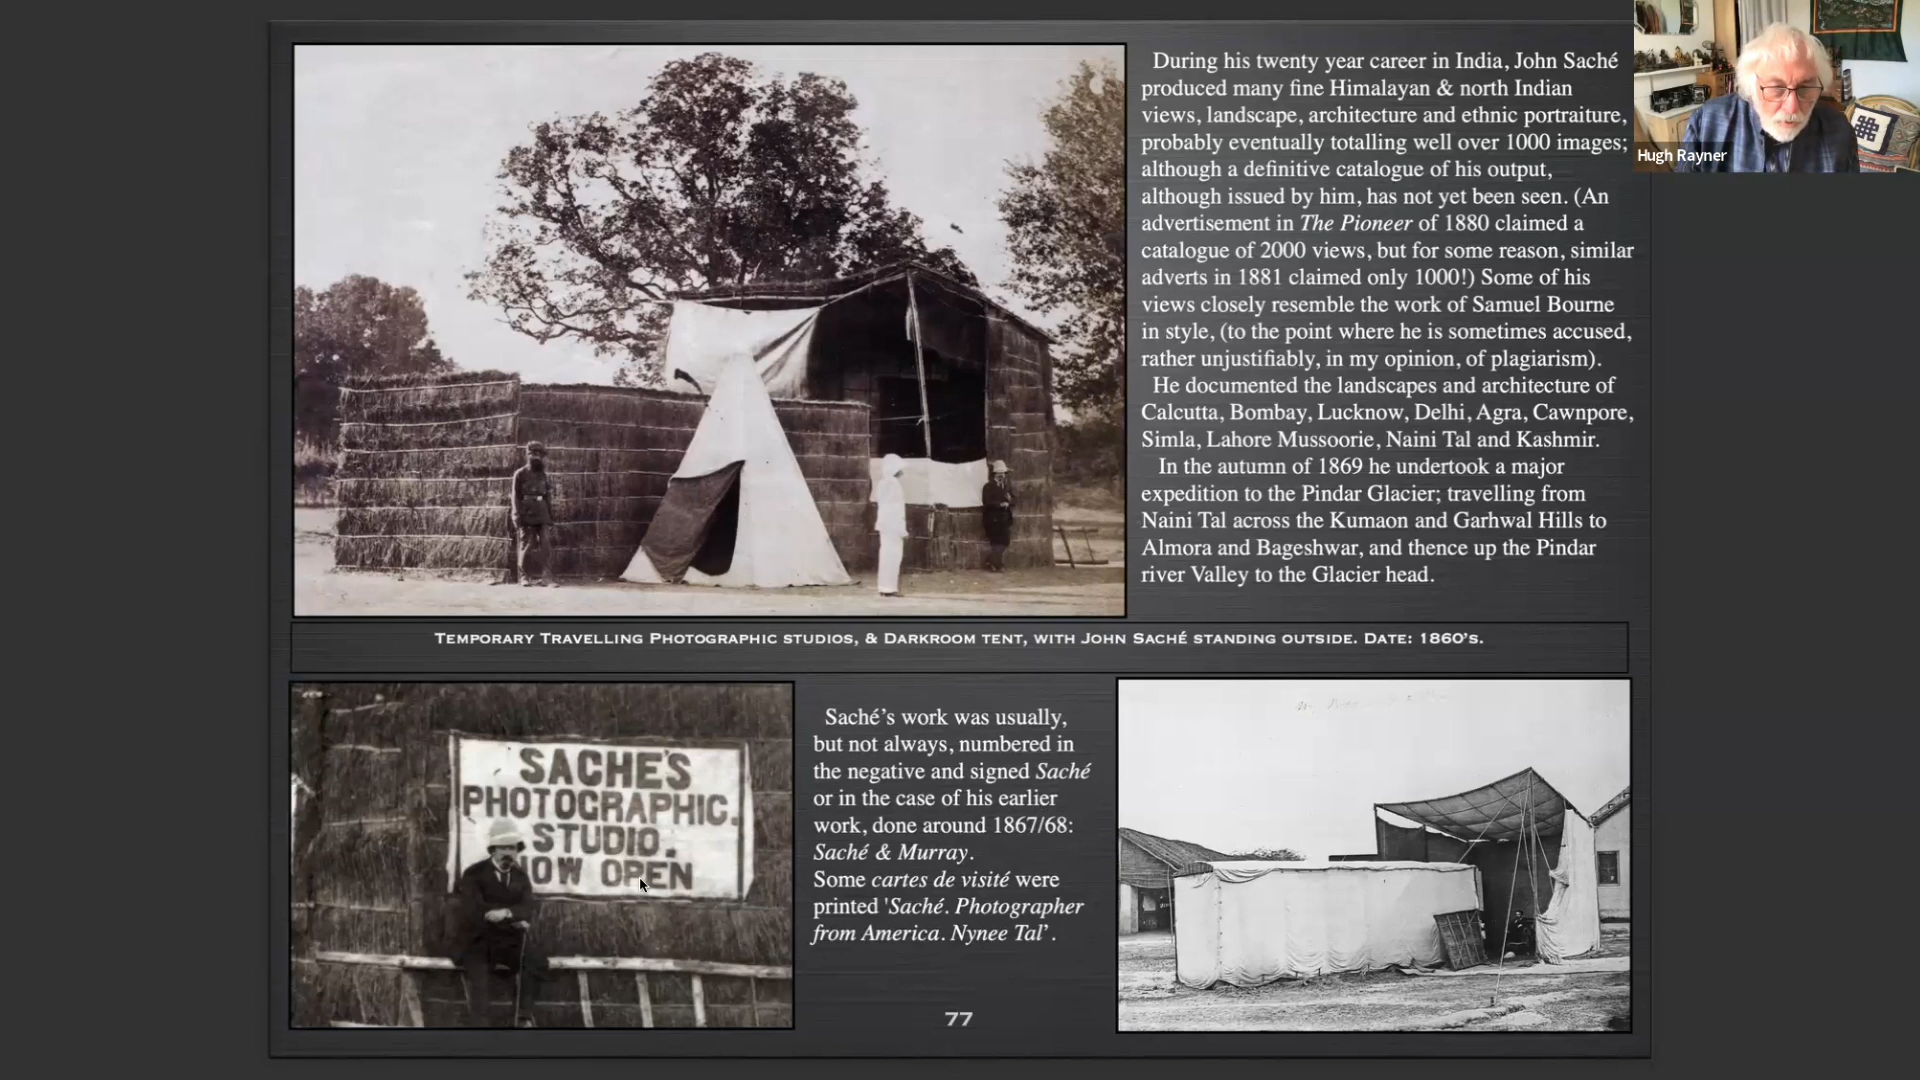 During his twenty year career in India, John Saché
produced many fine Himalayan & north Indian
views, landscape, architecture and ethnic portraiture,
probably eventually totalling well over 1000 images;
although a definitive catalogue of his output,
although issued by him, has not yet been seen. (An
advertisement in The Pioneer of 1880 claimed a
catalogue of 2000 views, but for some reason, similar
adverts in 1881 claimed only 1000!) Some of his
views closely resemble the work of Samuel Bourne
in style, (to the point where he is sometimes accused,
rather unjustifiably, in my opinion, of plagiarism).
He documented the landscapes and architecture of
Calcutta, Bombay, Lucknow, Delhi, Agra, Cawnpore,
Simla, Lahore Mussoorie, Naini Tal and Kashmir.
In the autumn of 1869 he undertook a major
expedition to the Pindar Glacier; travelling from
Naini Tal across the Kumaon and Garhwal Hills to
Almora and Bageshwar, and thence up the Pindar
river Valley to the Glacier head.
Hugh Rayner
Temporary Travelling Photographic studios, & Darkroom tent, with John Saché standing outside. Date: 1860's.
SACHE'S
PHOTOGRAPHIC.
STUDIO.
NOW OPEN
Saché's work was usually,
but not always, numbered in
the negative and signed Saché
or in the case of his earlier
work, done around 1867/68:
Saché & Murray.
Some cartes de visité were
printed 'Saché. Photographer
from America. Nynee Tal'.
77